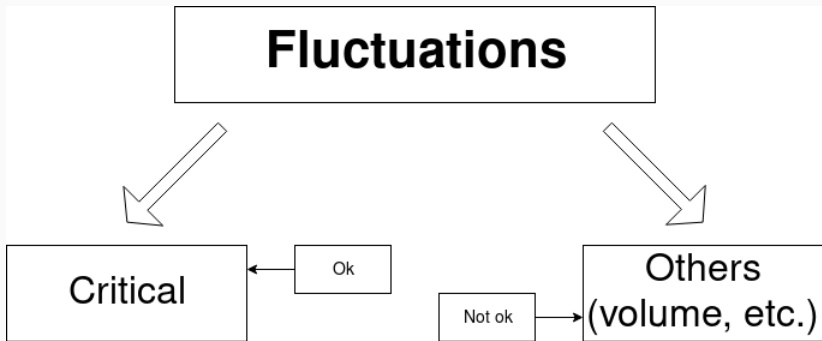 Fluctuations
Critical
Ok
Others
(volume, etc.)
Not ok